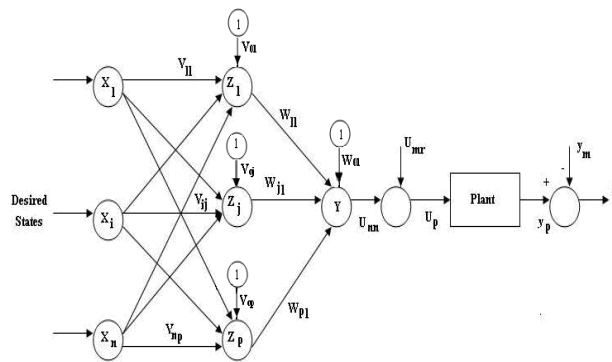 1
V01
X1
V11
Z1
W11
1
1
Voj
W01
Umr
ym
-
Desired
States
Xi
Vij
Zj
Wj1
Y
Unn
Up
Plant
+
yp
1
Vop
Wp1
Xn
Vnp
Zp